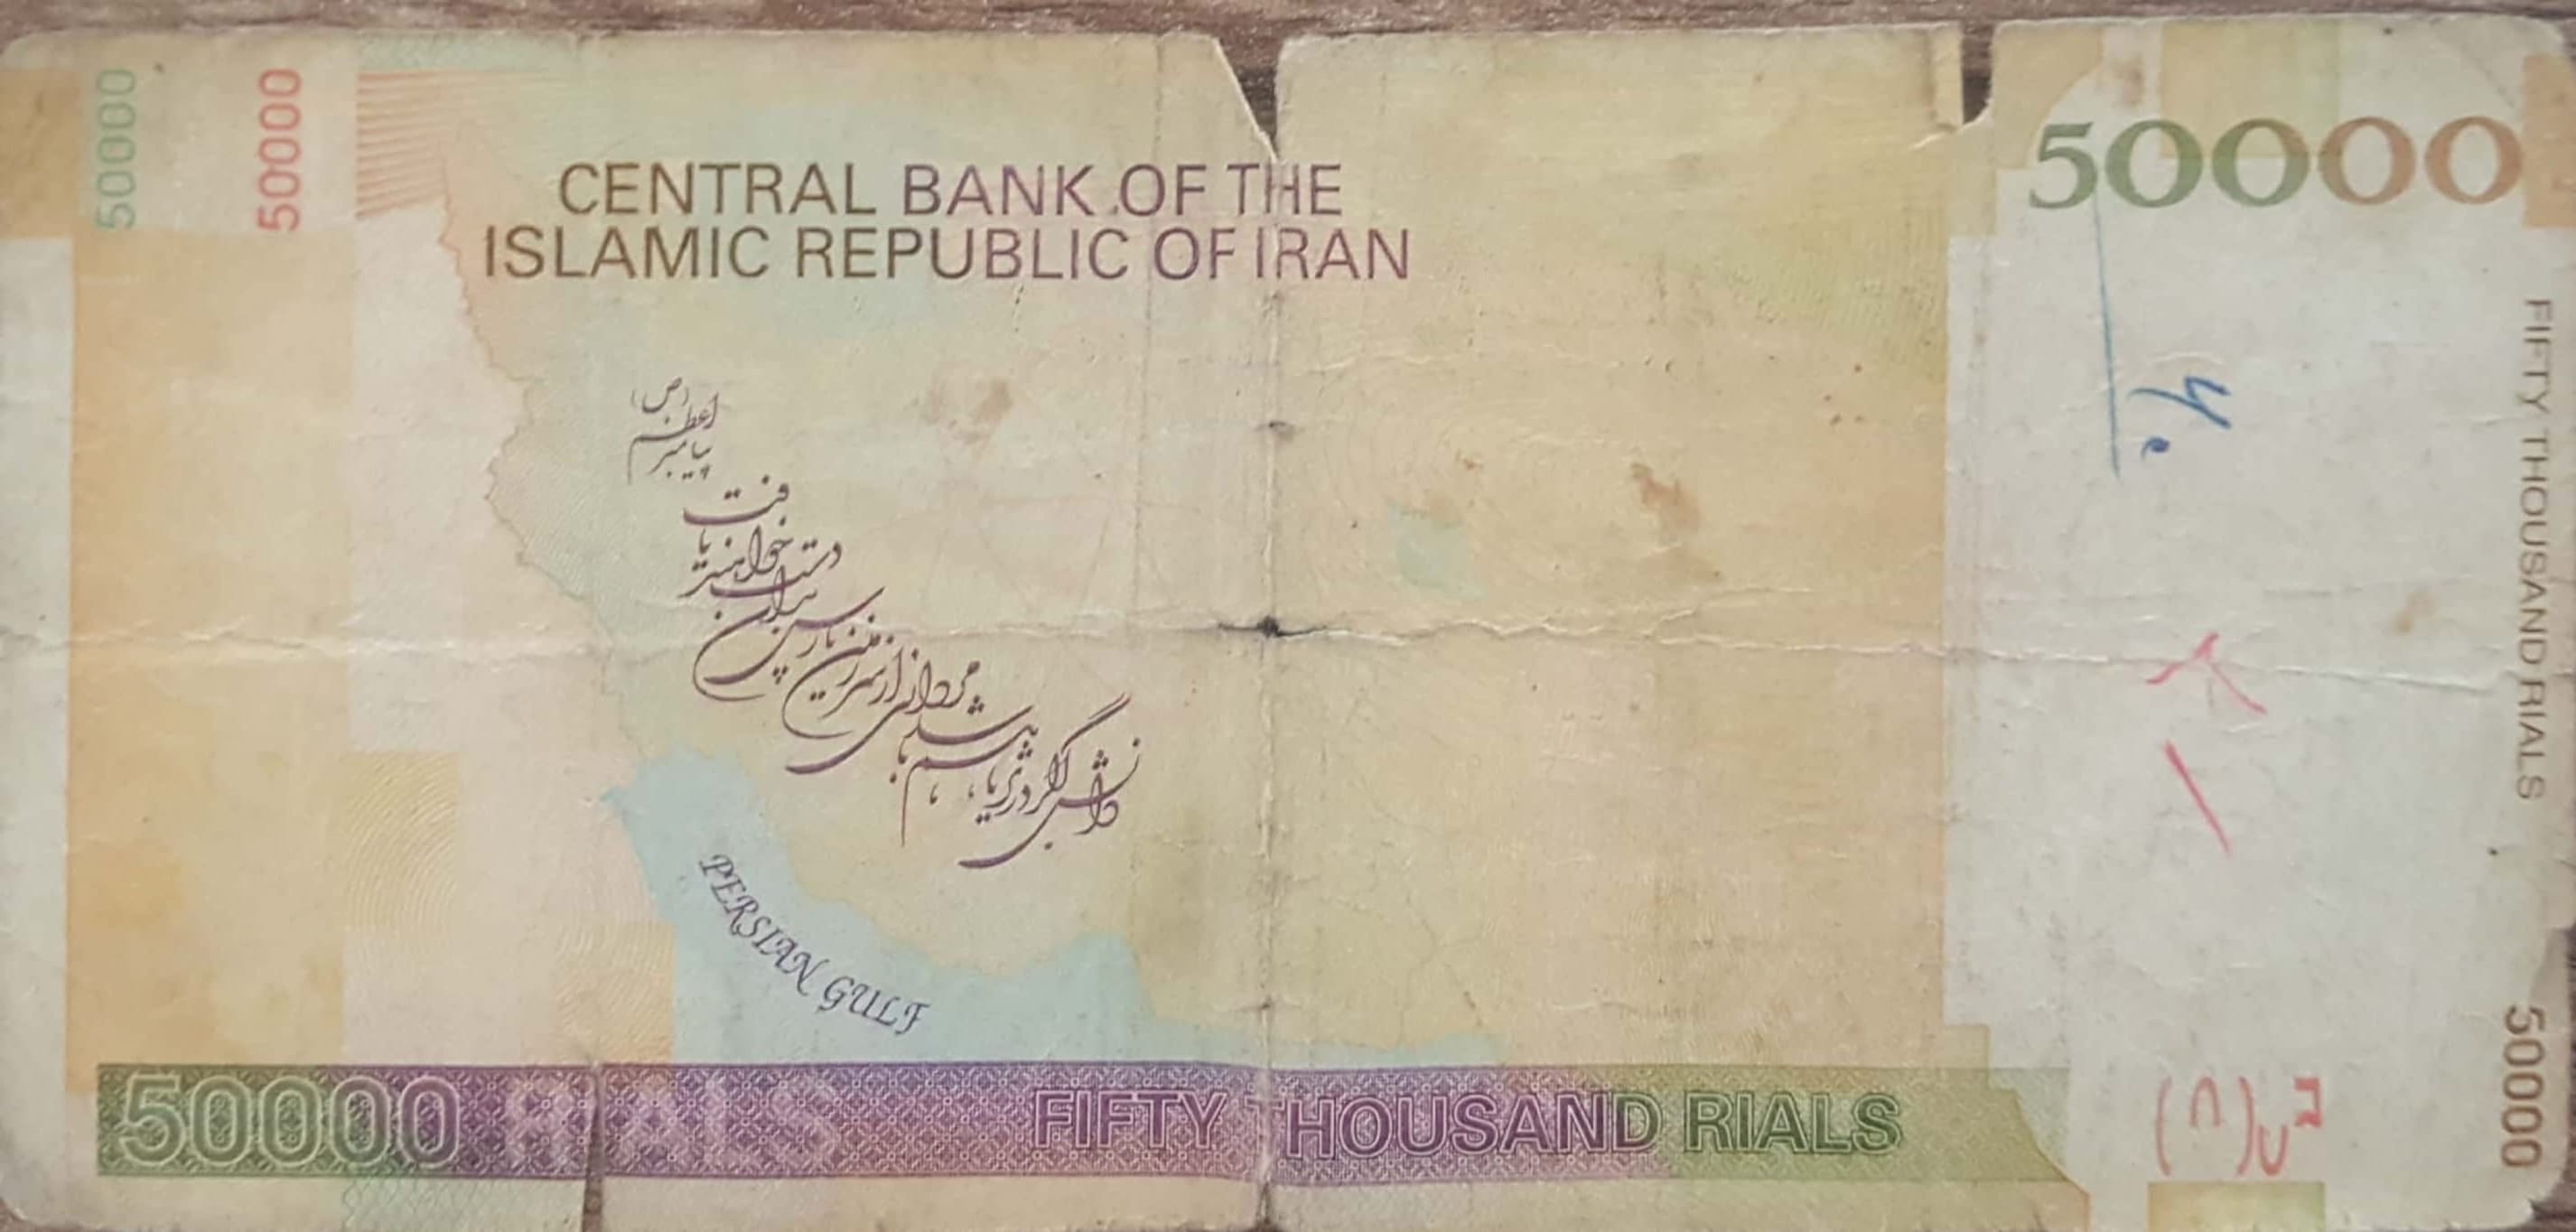 50000
50000
50000
CENTRAL BANK OF THE
ISLAMIC REPUBLIC OF IRAN
دانش اگر در ثریا هم باشد مردانی از سرزمین پارس بدان دست خواهند یافت
پیامبر اعظم (ص)
PERSIAN GULF
FIFTY THOUSAND RIALS
50000
50000 RIALS
FIFTY THOUSAND RIALS